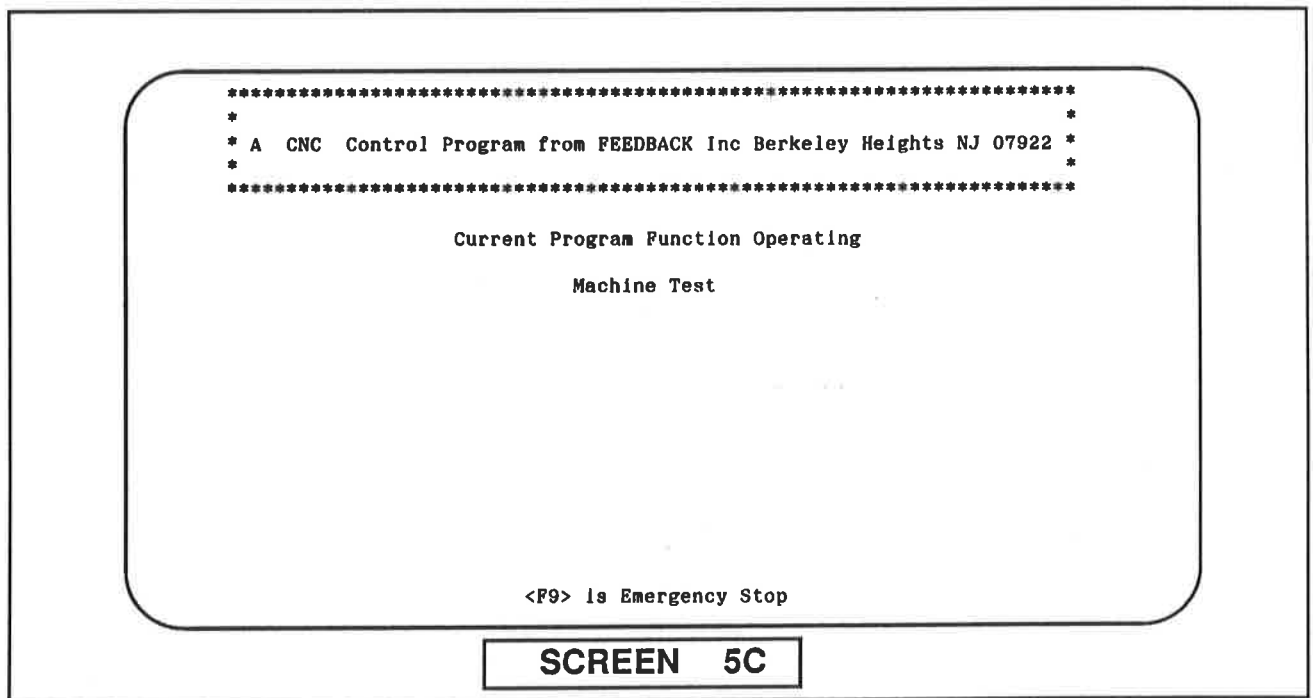 ************************************************************************
* *
* A CNC Control Program from FEEDBACK Inc Berkeley Heights NJ 07922 *
* *
************************************************************************
Current Program Function Operating
Machine Test
<F9> is Emergency Stop
SCREEN 5C